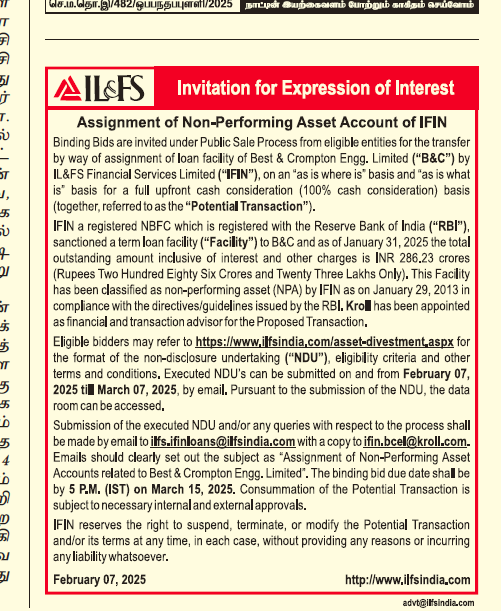 செ.ம.தொ.இ/482/ஒப்பந்தப்புள்ளி/2025 நாட்டின் இயற்கைவளம் போற்றும் காகிதம் செய்வோம்
IL&FS Invitation for Expression of Interest
Assignment of Non-Performing Asset Account of IFIN
Binding Bids are invited under Public Sale Process from eligible entities for the transfer
by way of assignment of loan facility of Best & Crompton Engg. Limited (“B&C”) by
IL&FS Financial Services Limited (“IFIN”), on an “as is where is” basis and “as is what
is” basis for a full upfront cash consideration (100% cash consideration) basis
(together, referred to as the “Potential Transaction”).
IFIN a registered NBFC which is registered with the Reserve Bank of India (“RBI”),
sanctioned a term loan facility (“Facility”) to B&C and as of January 31, 2025 the total
outstanding amount inclusive of interest and other charges is INR 286.23 crores
(Rupees Two Hundred Eighty Six Crores and Twenty Three Lakhs Only). This Facility
has been classified as non-performing asset (NPA) by IFIN as on January 29, 2013 in
compliance with the directives/guidelines issued by the RBI. Kroll has been appointed
as financial and transaction advisor for the Proposed Transaction.
Eligible bidders may refer to https://www.ilfsindia.com/asset-divestment.aspx for
the format of the non-disclosure undertaking (“NDU”), eligibility criteria and other
terms and conditions. Executed NDU’s can be submitted on and from February 07,
2025 till March 07, 2025, by email. Pursuant to the submission of the NDU, the data
room can be accessed.
Submission of the executed NDU and/or any queries with respect to the process shall
be made by email to ilfs.ifinloans@ilfsindia.com with a copy to ifin.bcel@kroll.com.
Emails should clearly set out the subject as “Assignment of Non-Performing Asset
Accounts related to Best & Crompton Engg. Limited”. The binding bid due date shall be
by 5 P.M. (IST) on March 15, 2025. Consummation of the Potential Transaction is
subject to necessary internal and external approvals.
IFIN reserves the right to suspend, terminate, or modify the Potential Transaction
and/or its terms at any time, in each case, without providing any reasons or incurring
any liability whatsoever.
February 07, 2025 http://www.ilfsindia.com
advt@ilfsindia.com